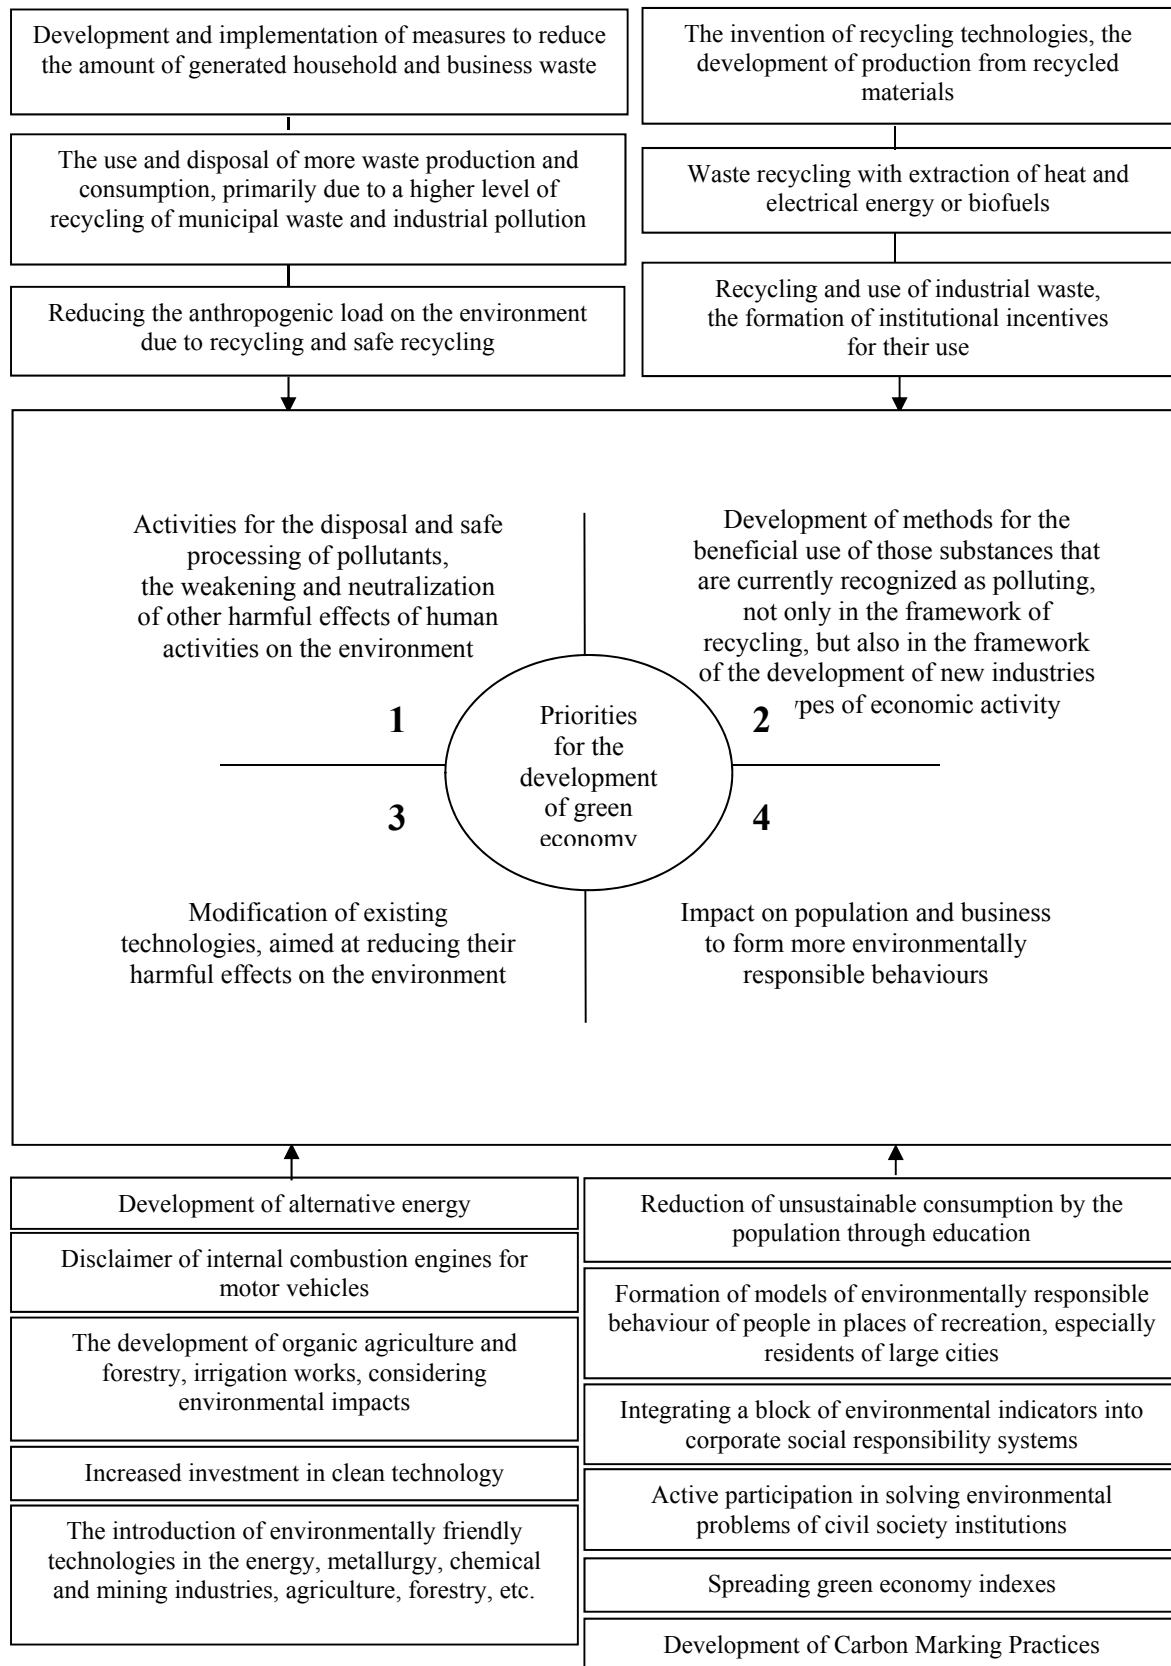 Development and implementation of measures to reduce
the amount of generated household and business waste
The use and disposal of more waste production and
consumption, primarily due to a higher level of
recycling of municipal waste and industrial pollution
Reducing the anthropogenic load on the environment
due to recycling and safe recycling
The invention of recycling technologies, the
development of production from recycled
materials
Waste recycling with extraction of heat and
electrical energy or biofuels
Recycling and use of industrial waste,
the formation of institutional incentives
for their use
Activities for the disposal and safe
processing of pollutants,
the weakening and neutralization
of other harmful effects of human
activities on the environment
1
Development of methods for the
beneficial use of those substances that
are currently recognized as polluting,
not only in the framework of
recycling, but also in the framework
of the development of new industries
of economic activity
2
Priorities
for the
development
of green
economy
3
Modification of existing
technologies, aimed at reducing their
harmful effects on the environment
4
Impact on population and business
to form more environmentally
responsible behaviours
Development of alternative energy
Disclaimer of internal combustion engines for
motor vehicles
The development of organic agriculture and
forestry, irrigation works, considering
environmental impacts
Increased investment in clean technology
The introduction of environmentally friendly
technologies in the energy, metallurgy, chemical
and mining industries, agriculture, forestry, etc.
Reduction of unsustainable consumption by the
population through education
Formation of models of environmentally responsible
behaviour of people in places of recreation, especially
residents of large cities
Integrating a block of environmental indicators into
corporate social responsibility systems
Active participation in solving environmental
problems of civil society institutions
Spreading green economy indexes
Development of Carbon Marking Practices